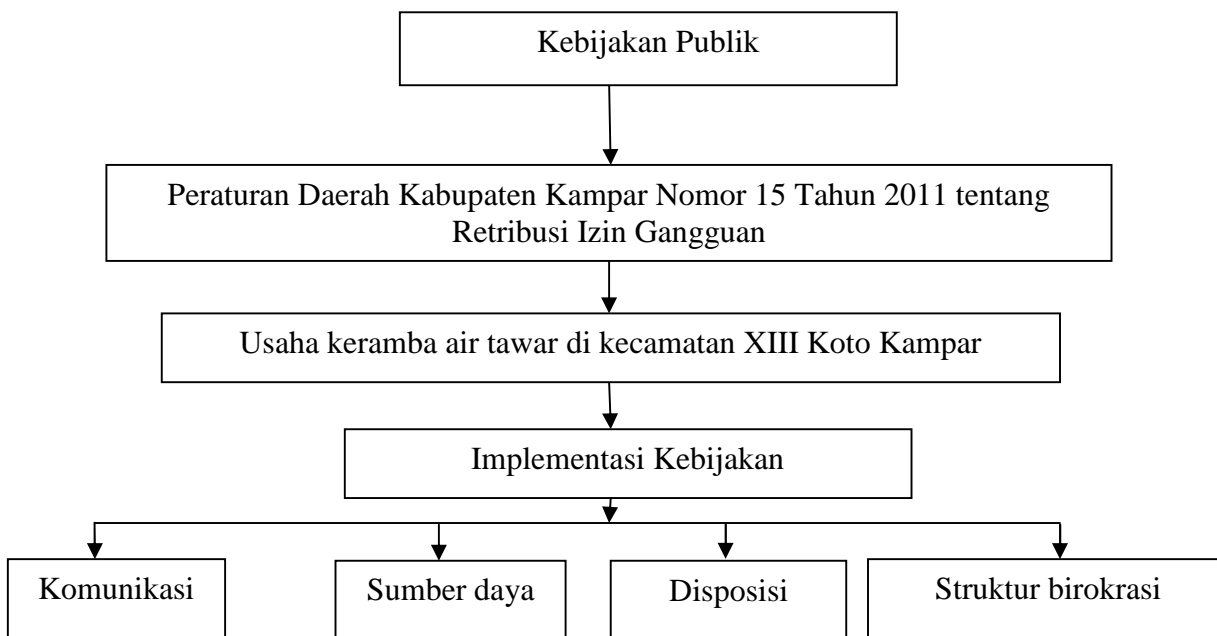 Kebijakan Publik
Peraturan Daerah Kabupaten Kampar Nomor 15 Tahun 2011 tentang
Retribusi Izin Gangguan
Usaha keramba air tawar di kecamatan XIII Koto Kampar
Implementasi Kebijakan
Komunikasi
Sumber daya
Disposisi
Struktur birokrasi